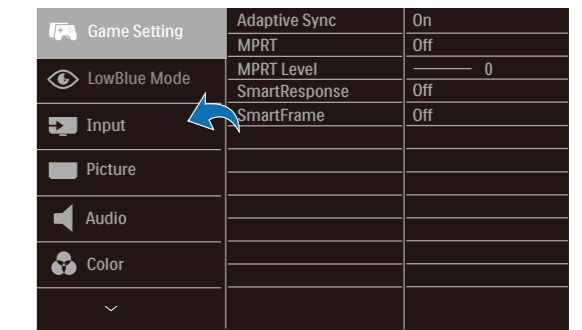 Game Setting
LowBlue Mode
Input
Picture
Audio
Color
Adaptive Sync On
MPRT Off
MPRT Level 0
SmartResponse Off
SmartFrame Off